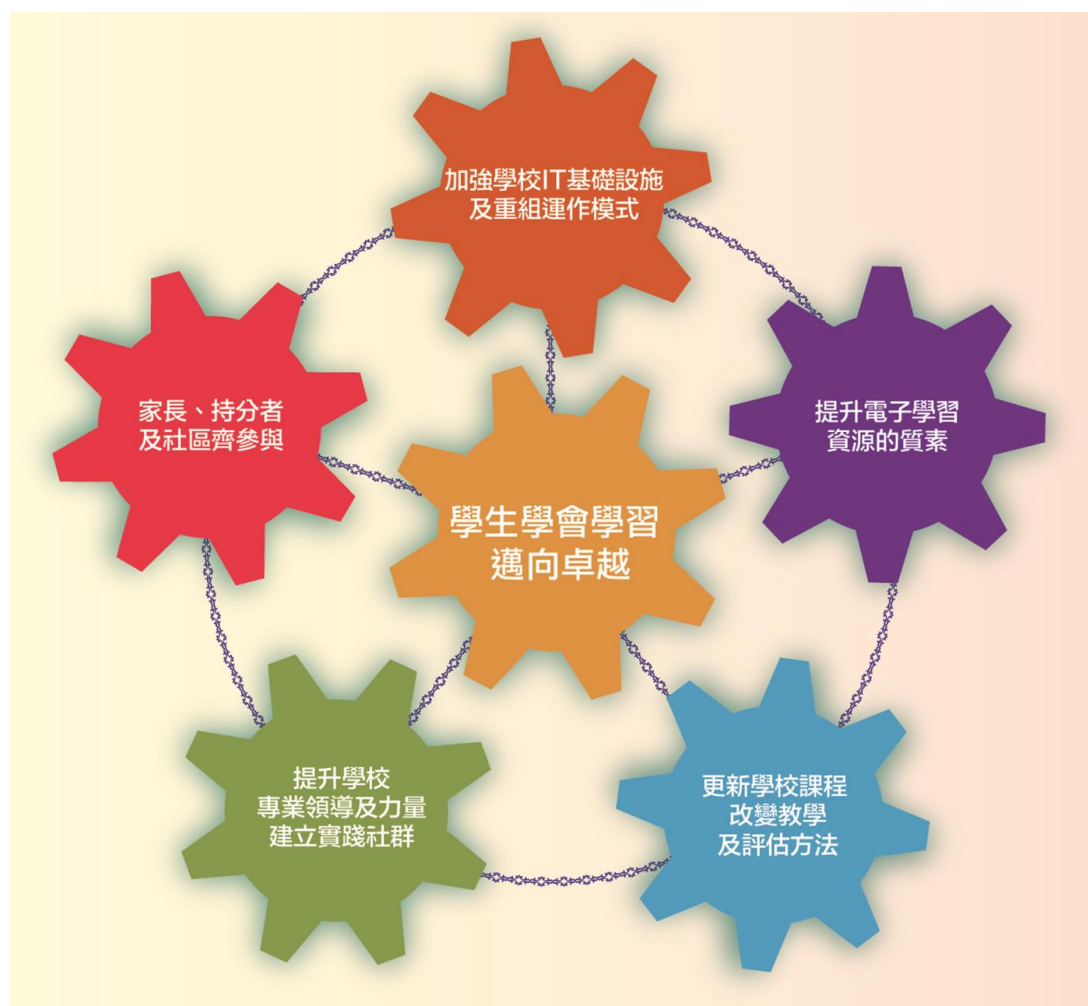 加強學校IT基礎設施
及重組運作模式
家長、持分者
及社區齊參與
提升電子學習
資源的質素
學生學會學習
邁向卓越
提升學校
專業領導及力量
建立實踐社群
更新學校課程
改變教學
及評估方法